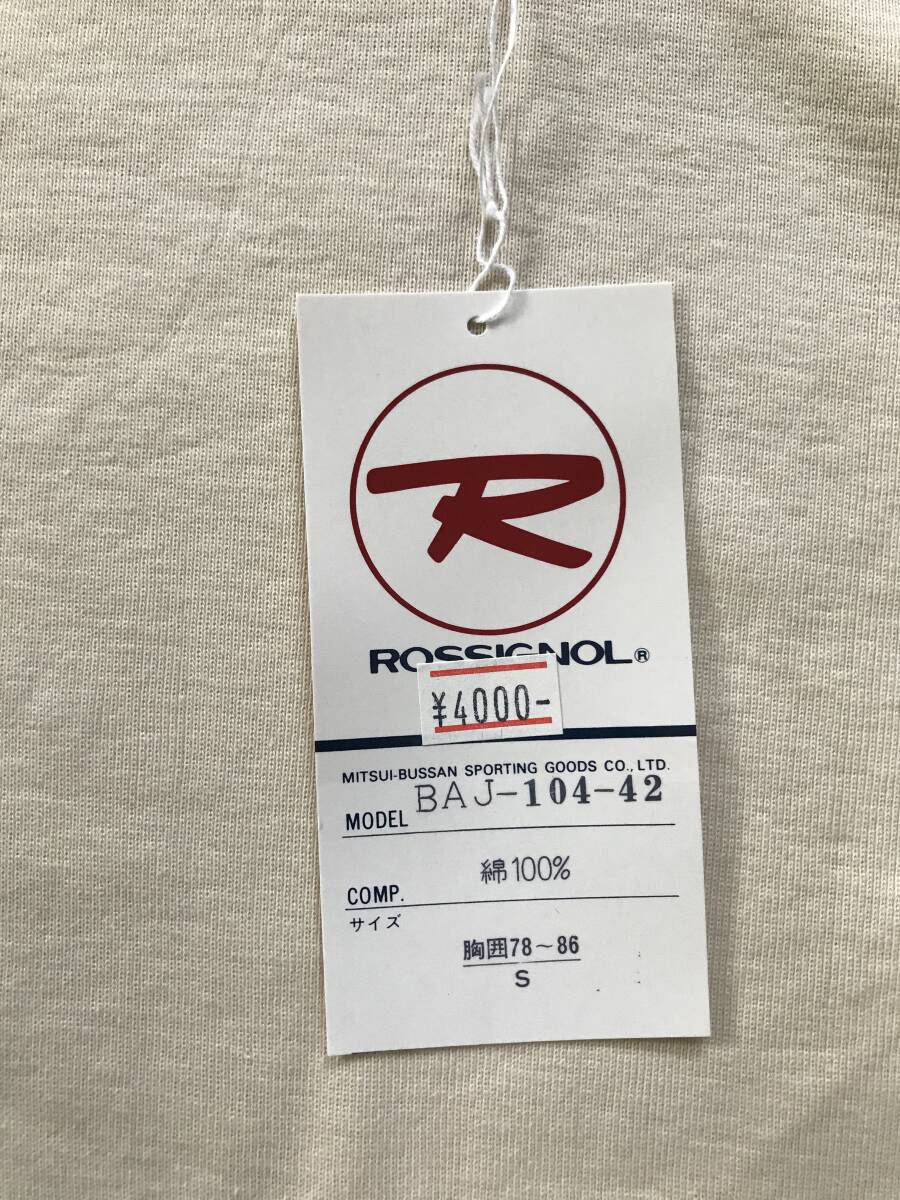 R
ROSSIGNOL®
¥4000-
MITSUI-BUSSAN SPORTING GOODS CO., LTD.
MODEL BAJ-104-42
COMP. 綿100%
サイズ
胸囲78~86
S